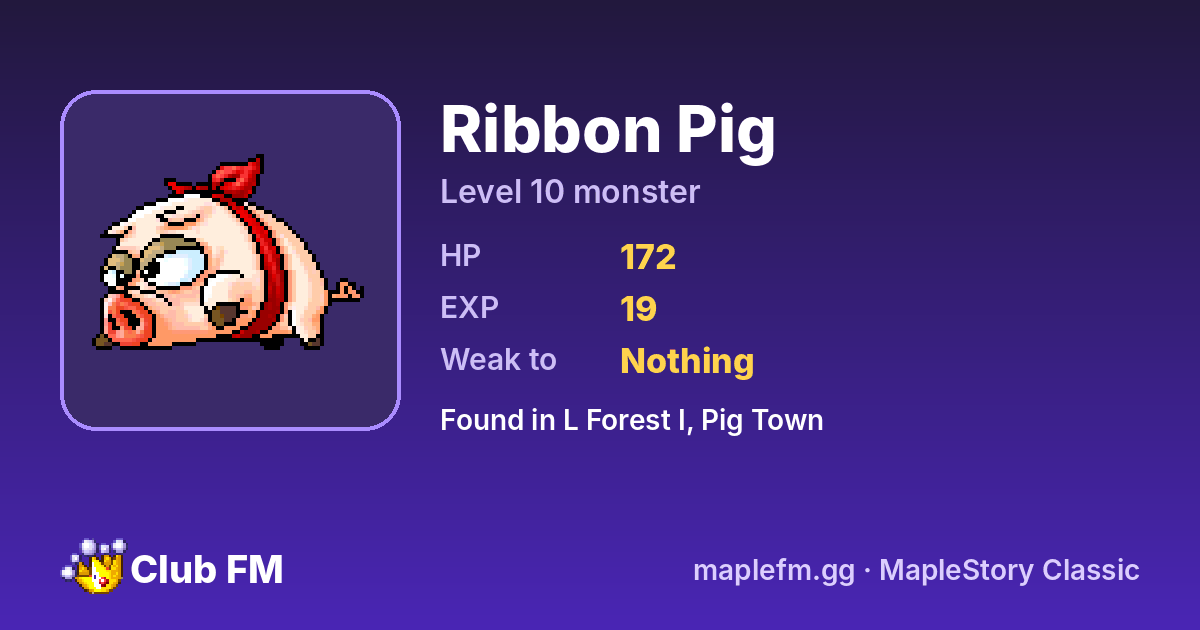 Ribbon Pig
Level 10 monster
HP 172
EXP 19
Weak to Nothing
Found in L Forest I, Pig Town
Club FM
maplefm.gg · MapleStory Classic